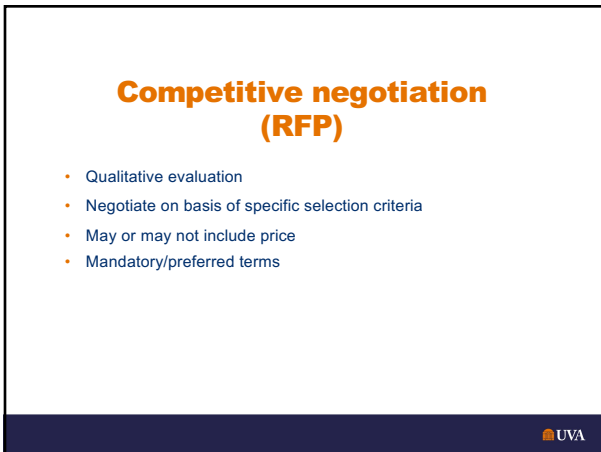 Competitive negotiation
(RFP)
• Qualitative evaluation
• Negotiate on basis of specific selection criteria
• May or may not include price
• Mandatory/preferred terms
UVA